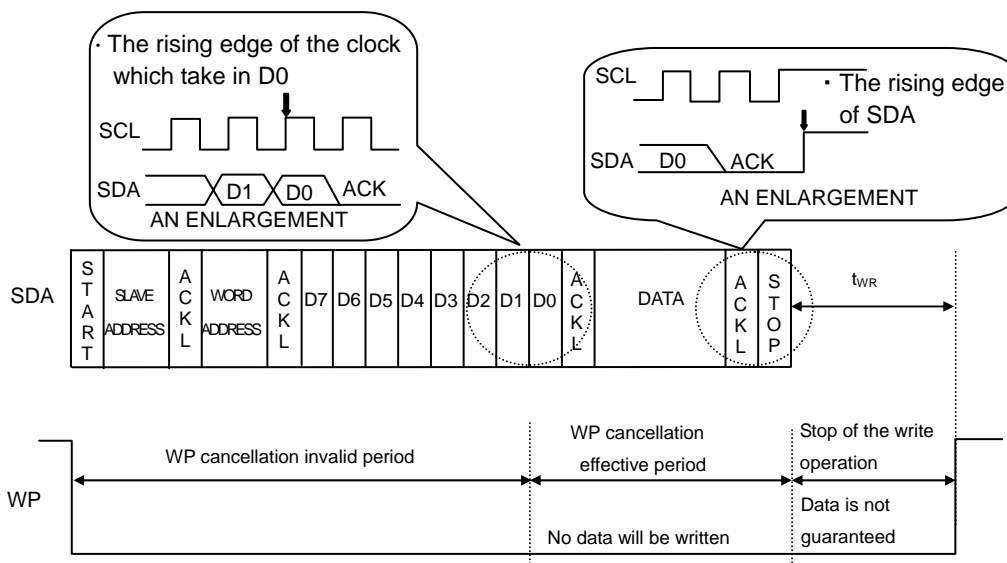 · The rising edge of the clock
which take in D0
SCL
SDA
D1
D0
ACK
AN ENLARGEMENT
SCL
· The rising edge
of SDA
SDA
D0
ACK
AN ENLARGEMENT
SDA
START
SLAVE
ADDRESS
ACKL
WORD
ADDRESS
ACKL
D7
D6
D5
D4
D3
D2
D1
D0
ACKL
DATA
ACKL
STOP
tWR
WP
WP cancellation invalid period
WP cancellation
effective period
No data will be written
Stop of the write
operation
Data is not
guaranteed